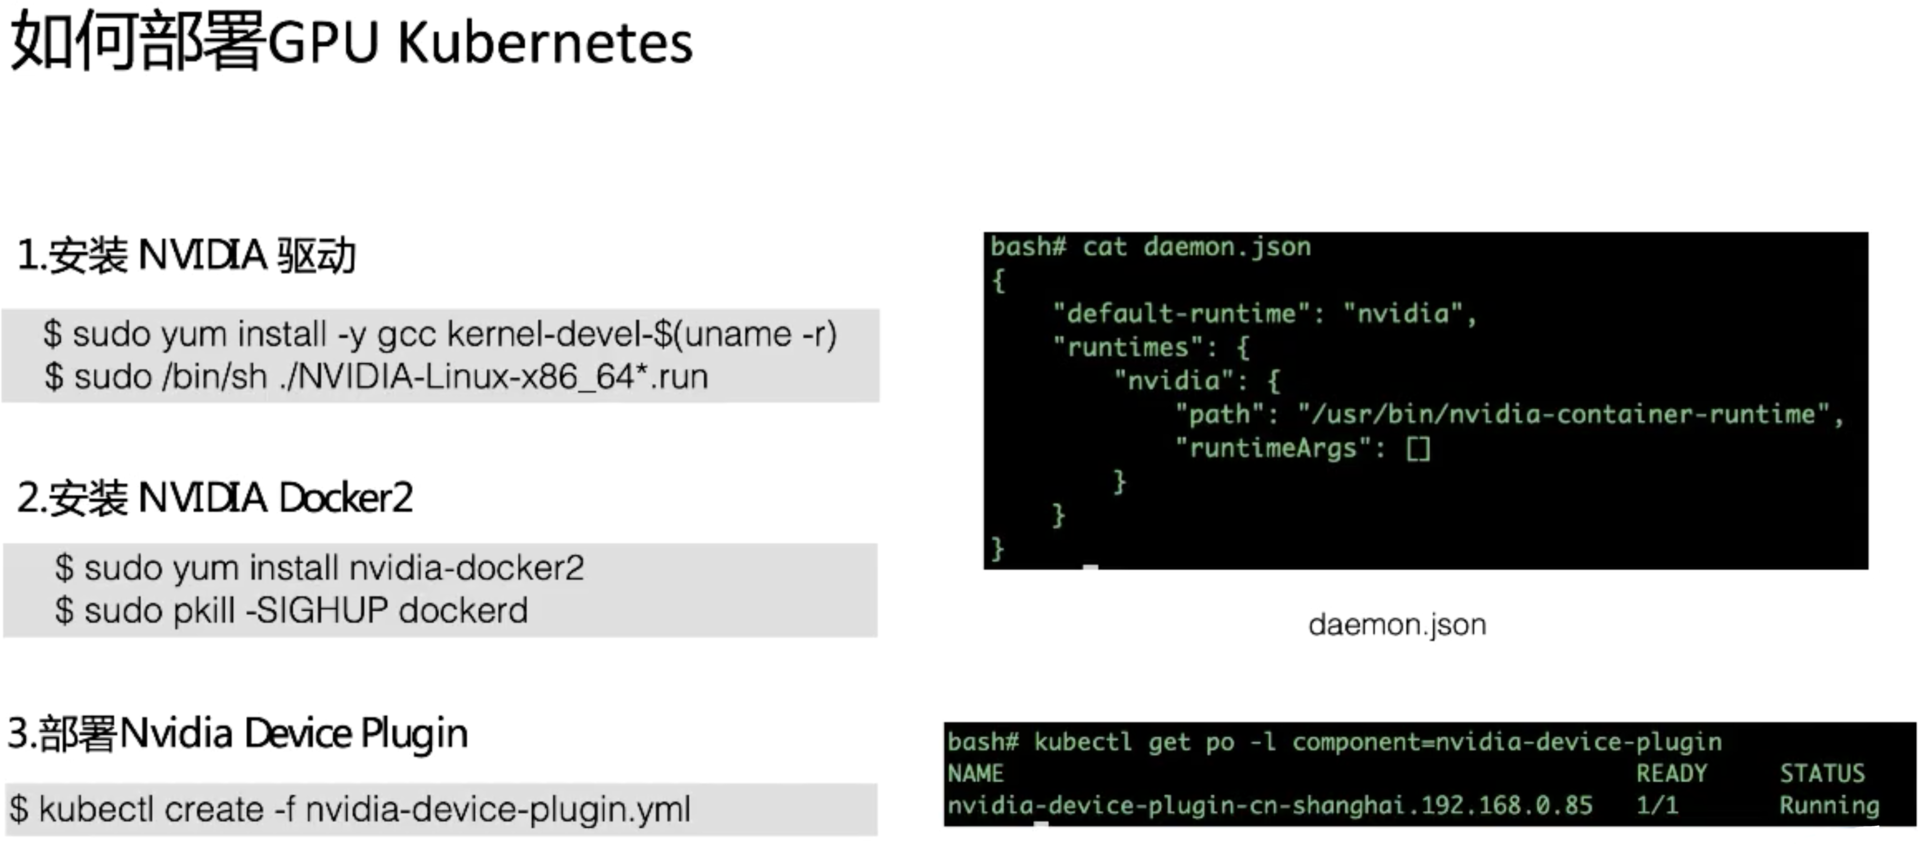 如何部署GPU Kubernetes
1.安装 NVIDIA 驱动
$ sudo yum install -y gcc kernel-devel-$(uname -r)
$ sudo /bin/sh ./NVIDIA-Linux-x86_64*.run
2.安装 NVIDIA Docker2
$ sudo yum install nvidia-docker2
$ sudo pkill -SIGHUP dockerd
3.部署Nvidia Device Plugin
$ kubectl create -f nvidia-device-plugin.yml
bash# cat daemon.json
{
    "default-runtime": "nvidia",
    "runtimes": {
        "nvidia": {
            "path": "/usr/bin/nvidia-container-runtime",
            "runtimeArgs": []
        }
    }
}
daemon.json
bash# kubectl get po -l component=nvidia-device-plugin
NAME READY STATUS
nvidia-device-plugin-cn-shanghai.192.168.0.85 1/1 Running